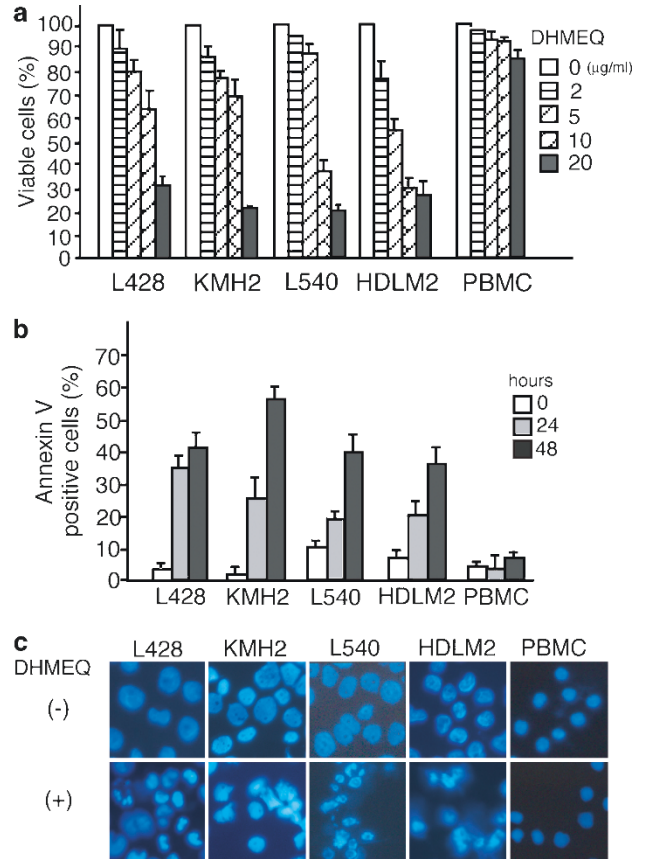 a
100
90
80
70
60
50
40
30
20
10
0
Viable cells (%)
DHMEQ
0 (µg/ml)
2
5
10
20
L428 KMH2 L540 HDLM2 PBMC
b
70
60
50
40
30
20
10
0
Annexin V
positive cells (%)
hours
0
24
48
L428 KMH2 L540 HDLM2 PBMC
c
L428 KMH2 L540 HDLM2 PBMC
DHMEQ
(-)
(+)